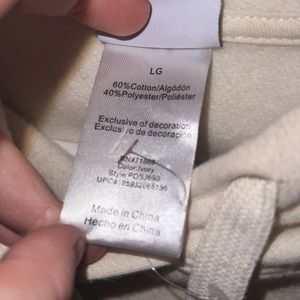 LG
60%Cotton/Algodón
40%Polyester/Poliéster
Exclusive of decoration
Exclusivo de decoración
Color:Ivory
Style
Made in China
Hecho en China